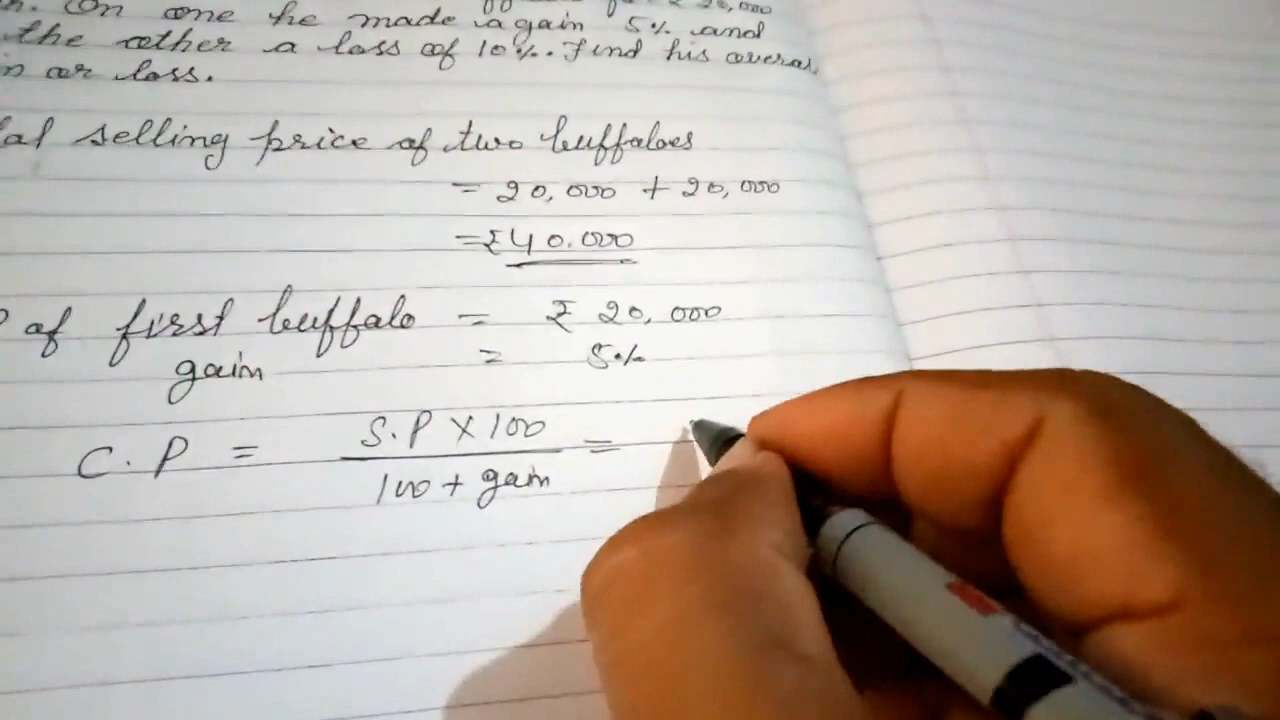 On one he made a gain 5% and
the other a loss of 10%. Find his overal
or loss.
selling price of two buffaloes
= 20,000 + 20,000
= ₹ 40.000
of first buffalo = ₹ 20,000
gain = 5%
C.P = S.P X 100 =
100 + gain